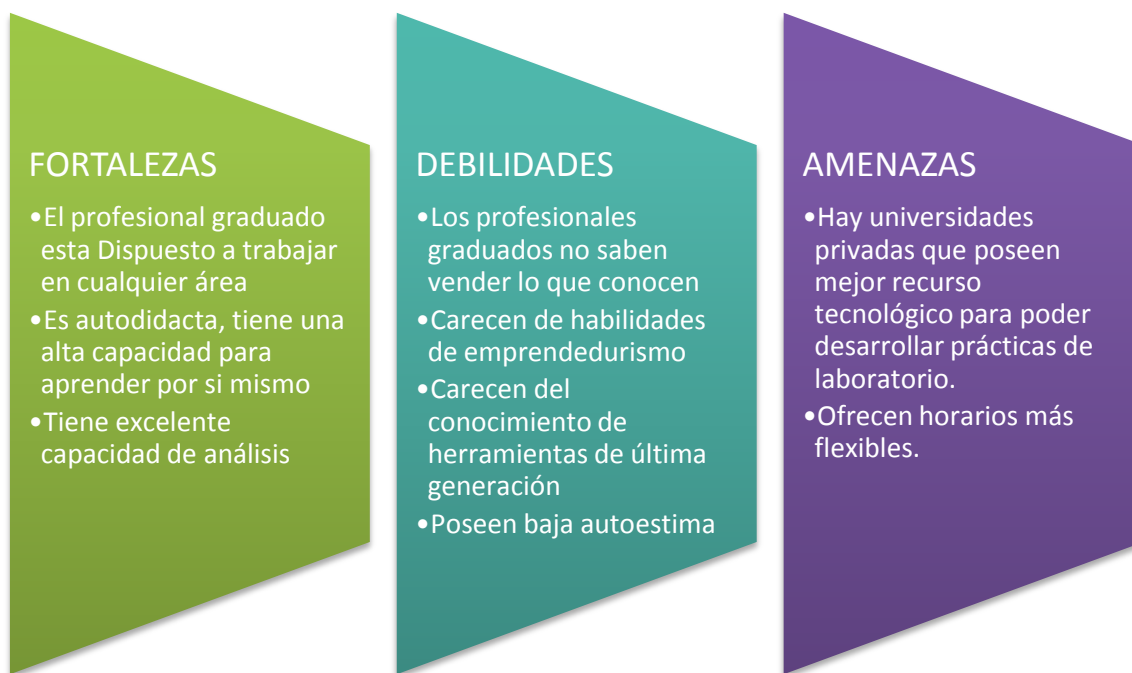 FORTALEZAS
•El profesional graduado
esta Dispuesto a trabajar
en cualquier área
•Es autodidacta, tiene una
alta capacidad para
aprender por si mismo
•Tiene excelente
capacidad de análisis
DEBILIDADES
•Los profesionales
graduados no saben
vender lo que conocen
•Carecen de habilidades
de emprendedurismo
•Carecen del
conocimiento de
herramientas de última
generación
•Poseen baja autoestima
AMENAZAS
•Hay universidades
privadas que poseen
mejor recurso
tecnológico para poder
desarrollar prácticas de
laboratorio.
•Ofrecen horarios más
flexibles.